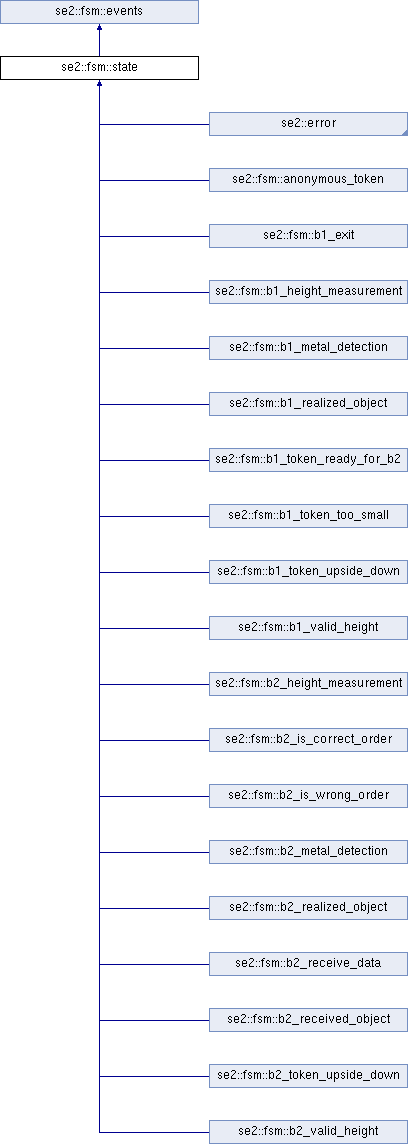 se2::fsm::events
se2::fsm::state
se2::error
se2::fsm::anonymous_token
se2::fsm::b1_exit
se2::fsm::b1_height_measurement
se2::fsm::b1_metal_detection
se2::fsm::b1_realized_object
se2::fsm::b1_token_ready_for_b2
se2::fsm::b1_token_too_small
se2::fsm::b1_token_upside_down
se2::fsm::b1_valid_height
se2::fsm::b2_height_measurement
se2::fsm::b2_is_correct_order
se2::fsm::b2_is_wrong_order
se2::fsm::b2_metal_detection
se2::fsm::b2_realized_object
se2::fsm::b2_receive_data
se2::fsm::b2_received_object
se2::fsm::b2_token_upside_down
se2::fsm::b2_valid_height